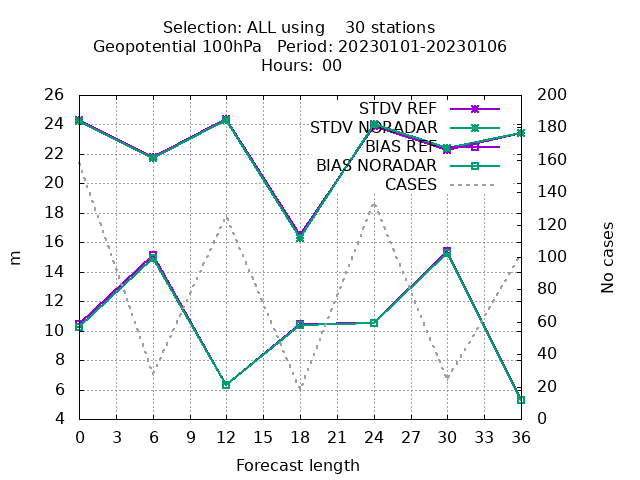 Selection: ALL using    30 stations
Geopotential 100hPa   Period: 20230101-20230106
Hours: 00
STDV REF
STDV NORADAR
BIAS REF
BIAS NORADAR
CASES
26
24
22
20
18
16
14
12
10
8
6
4
m
200
180
160
140
120
100
80
60
40
20
0
No cases
0 3 6 9 12 15 18 21 24 27 30 33 36
Forecast length